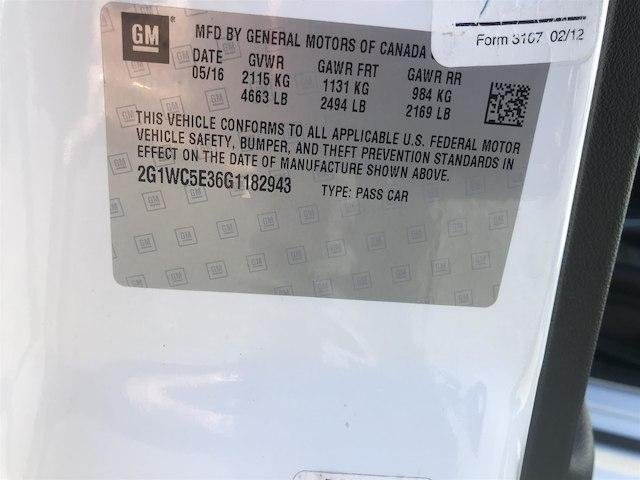 GM
MFD BY GENERAL MOTORS OF CANADA
Form 3107 02/12
DATE GVWR GAWR FRT GAWR RR
05/16 2115 KG 1131 KG 984 KG
4663 LB 2494 LB 2169 LB
THIS VEHICLE CONFORMS TO ALL APPLICABLE U.S. FEDERAL MOTOR
VEHICLE SAFETY, BUMPER, AND THEFT PREVENTION STANDARDS IN
EFFECT ON THE DATE OF MANUFACTURE SHOWN ABOVE.
2G1WC5E36G1182943 TYPE: PASS CAR